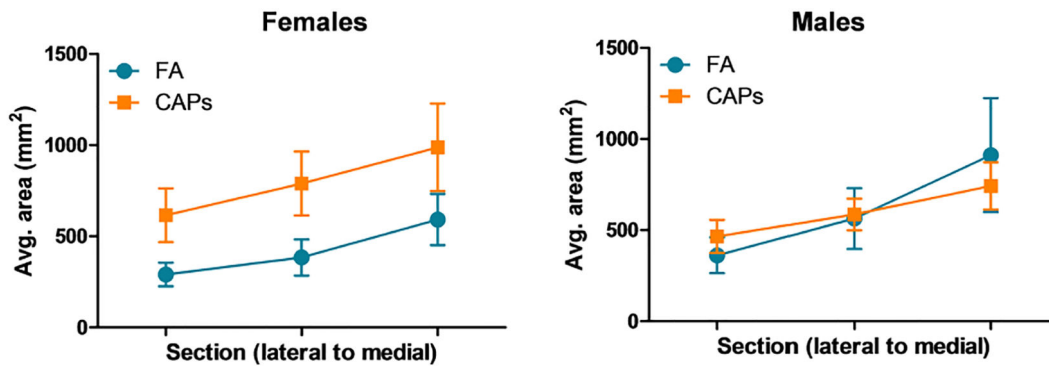 Females
1500
FA
CAPs
1000
500
0
Avg. area (mm²)
Section (lateral to medial)
Males
1500
FA
CAPs
1000
500
0
Avg. area (mm²)
Section (lateral to medial)